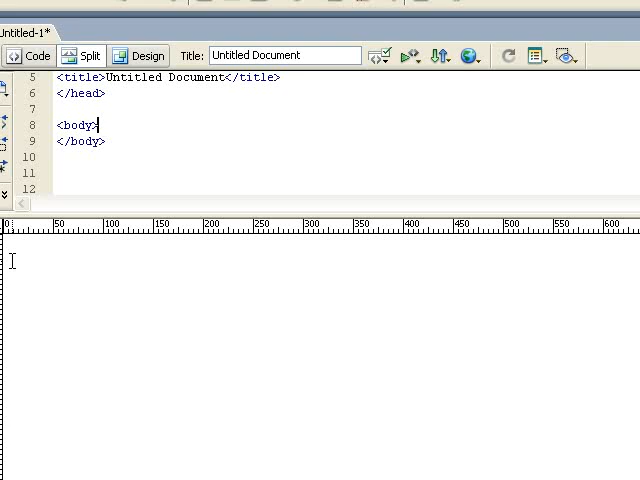 Untitled-1*
Code Split Design Title: Untitled Document
5 <title>Untitled Document</title>
6 </head>
7
8 <body>
9 </body>
10
11
12
0 50 100 150 200 250 300 350 400 450 500 550 600